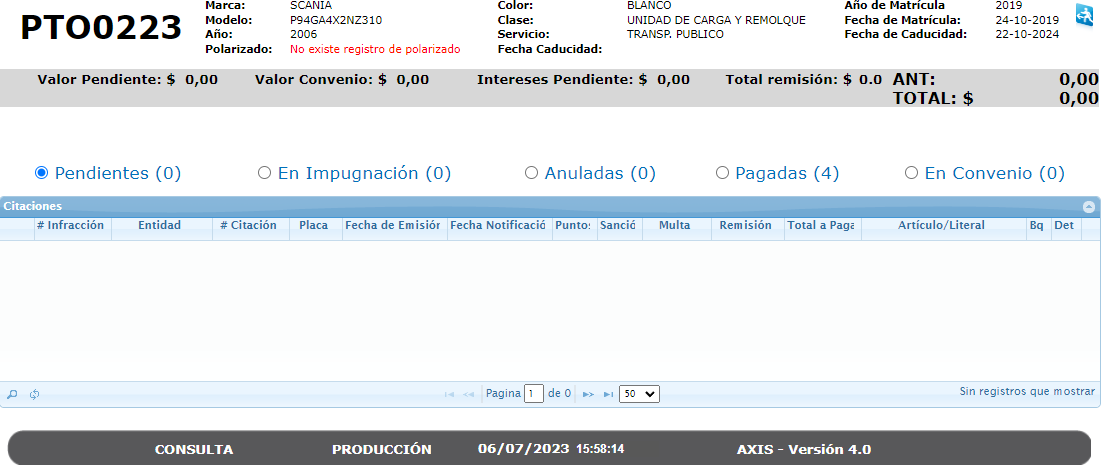 PTO0223
Marca: SCANIA Color: BLANCO Año de Matrícula 2019
Modelo: P94GA4X2NZ310 Clase: UNIDAD DE CARGA Y REMOLQUE Fecha de Matrícula: 24-10-2019
Año: 2006 Servicio: TRANSP. PUBLICO Fecha de Caducidad: 22-10-2024
Polarizado: No existe registro de polarizado Fecha Caducidad:
Valor Pendiente: $ 0,00 Valor Convenio: $ 0,00 Intereses Pendiente: $ 0,00 Total remisión: $ 0.0 ANT: 0,00
TOTAL: $ 0,00
Pendientes (0) En Impugnación (0) Anuladas (0) Pagadas (4) En Convenio (0)
Citaciones
# Infracción Entidad # Citación Placa Fecha de Emisión Fecha Notificació Puntos Sanció Multa Remisión Total a Paga Artículo/Literal Bq Det
Pagina 1 de 0 50 Sin registros que mostrar
CONSULTA PRODUCCIÓN 06/07/2023 15:58:14 AXIS - Versión 4.0